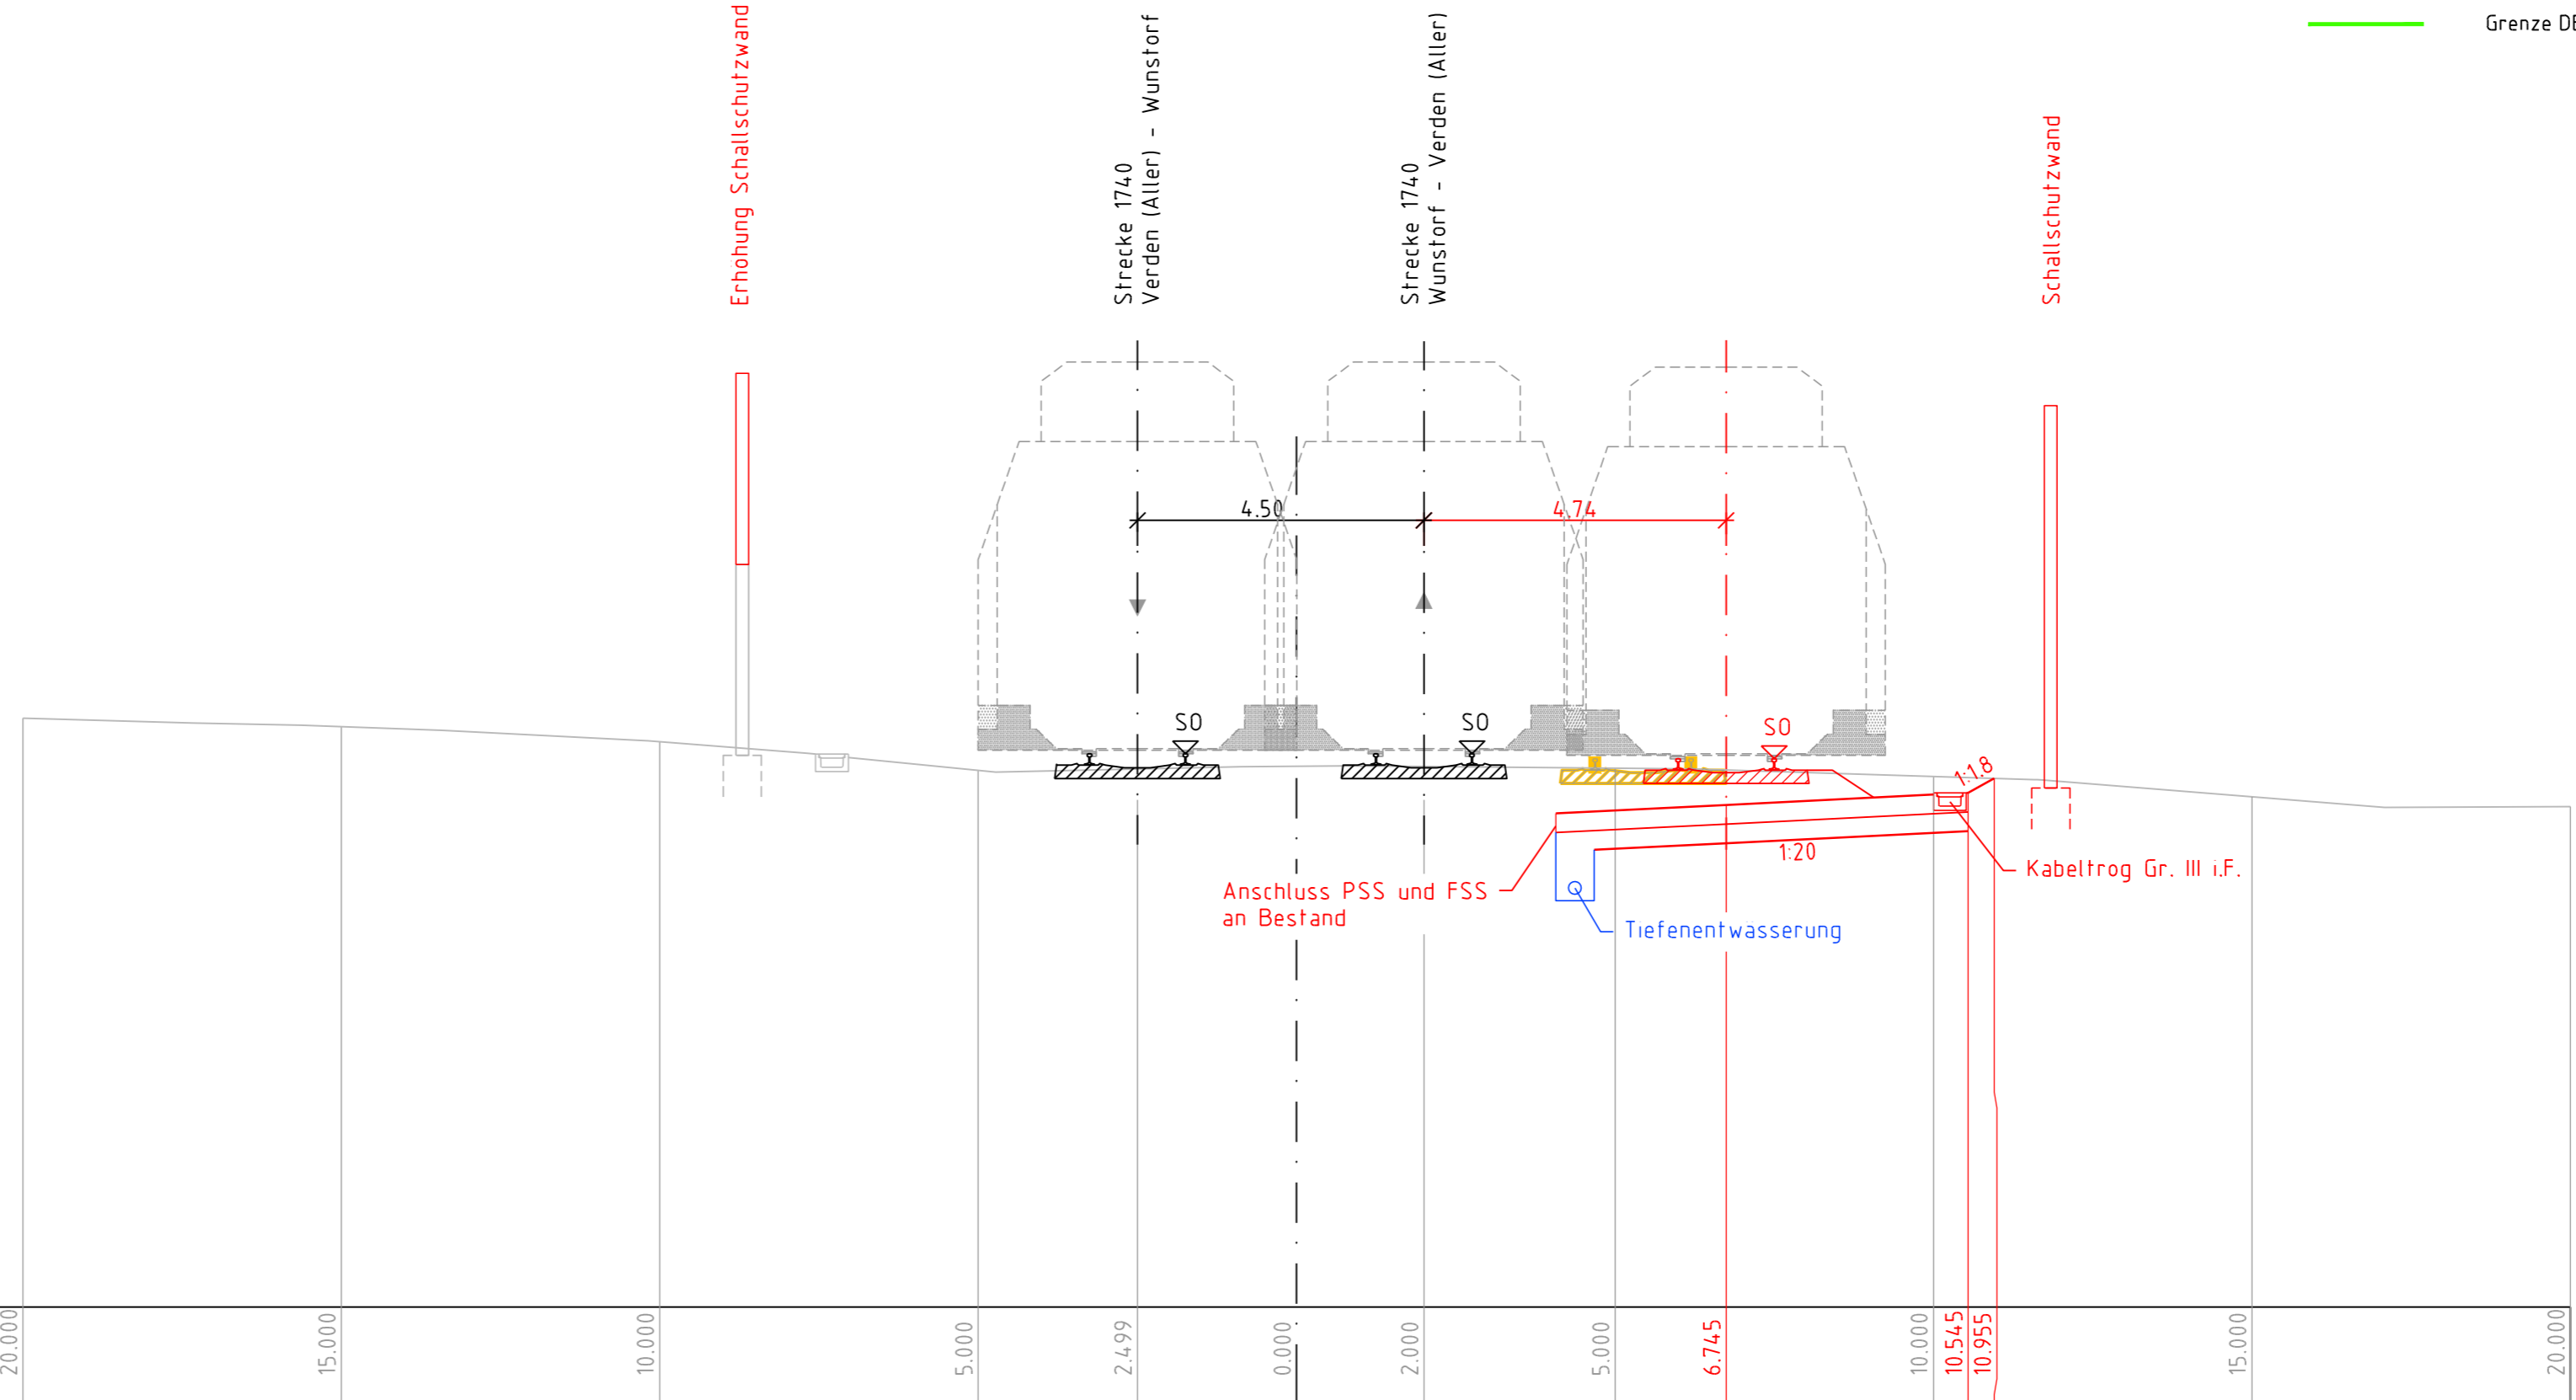 Grenze DB
Erhöhung Schallschutzwand
Strecke 1740
Verden (Aller) - Wunstorf
Strecke 1740
Wunstorf - Verden (Aller)
Schallschutzwand
4.50
4.74
SO
SO
SO
1:1.8
1:20
Kabeltrog Gr. III i.F.
Anschluss PSS und FSS
an Bestand
Tiefenentwässerung
20.000
15.000
10.000
5.000
2.499
0.000
2.000
5.000
6.745
10.000
10.545
10.955
15.000
20.000